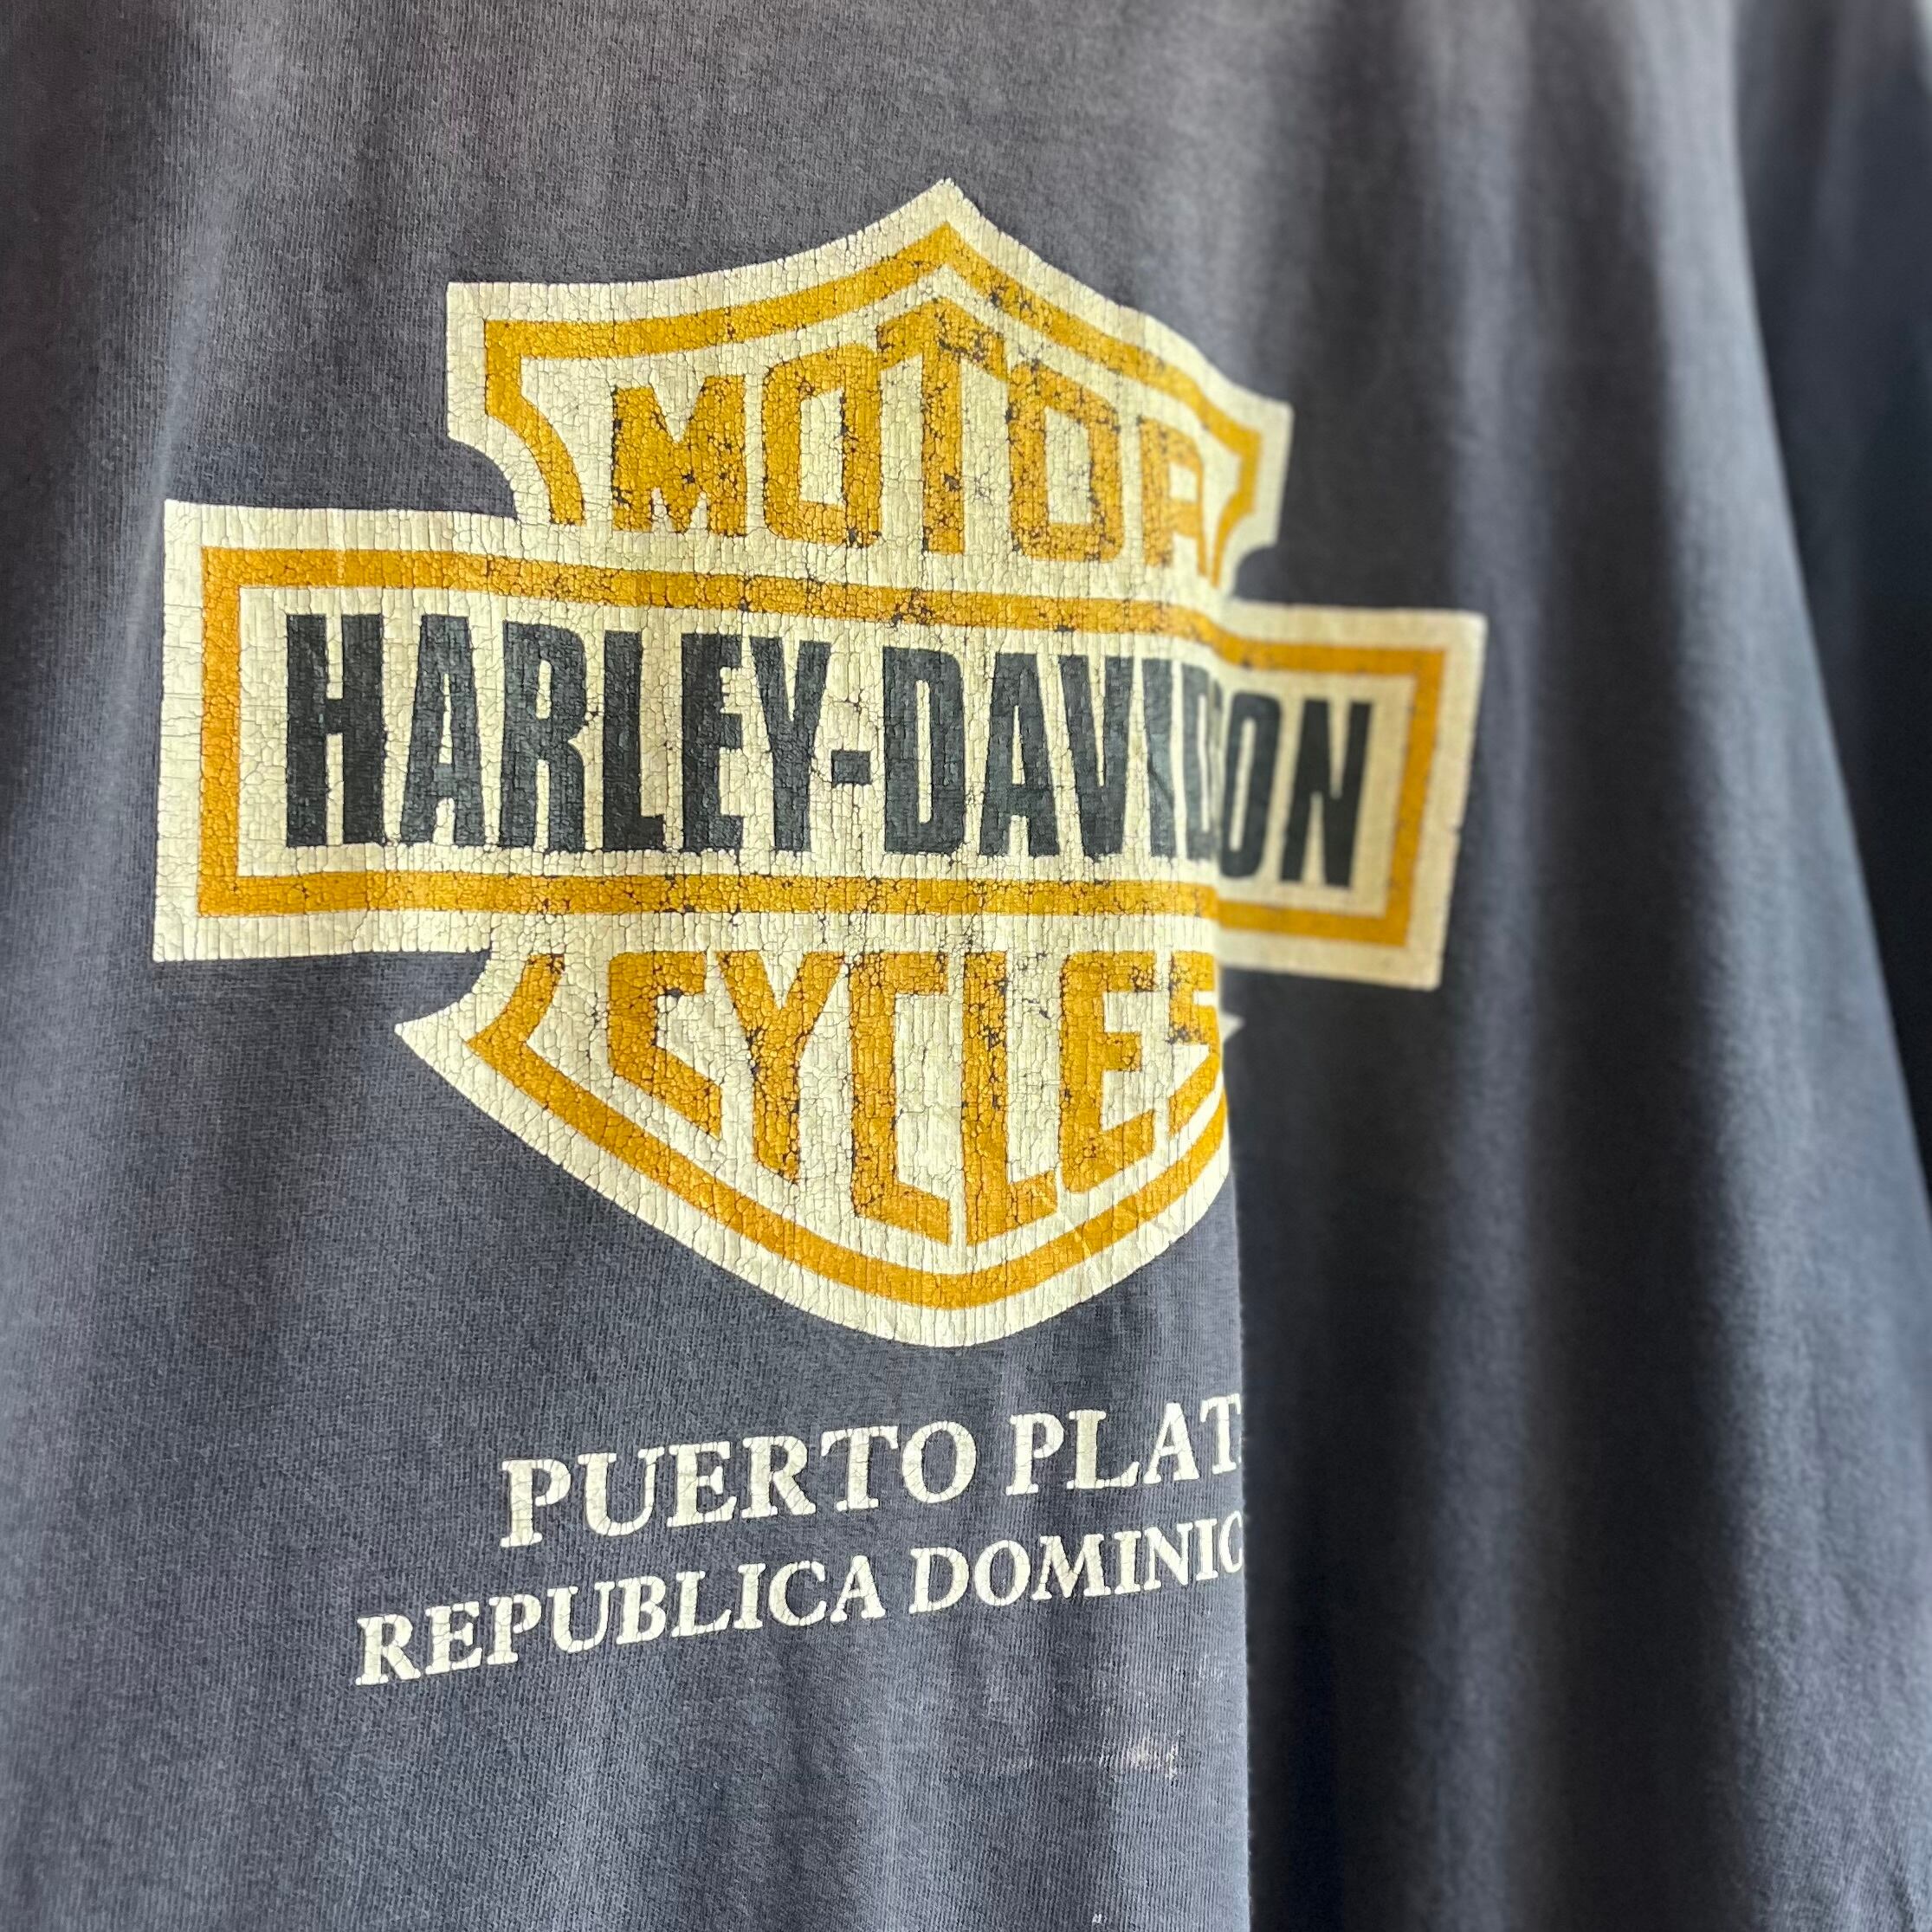 MOTOR
HARLEY-DAVIDSON
CYCLES
PUERTO PLAT
REPUBLICA DOMINIC